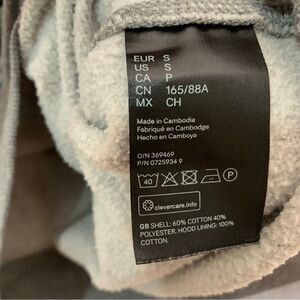 EUR S
US S
CA P
CN 165/88A
MX CH
Made in Cambodia
Fabriqué en Cambodge
Hecho en Camboya
O/N 369469
P/N 0725934 9
40 P
clevercare.info
GB SHELL: 60% COTTON 40%
POLYESTER. HOOD LINING: 100%
COTTON.